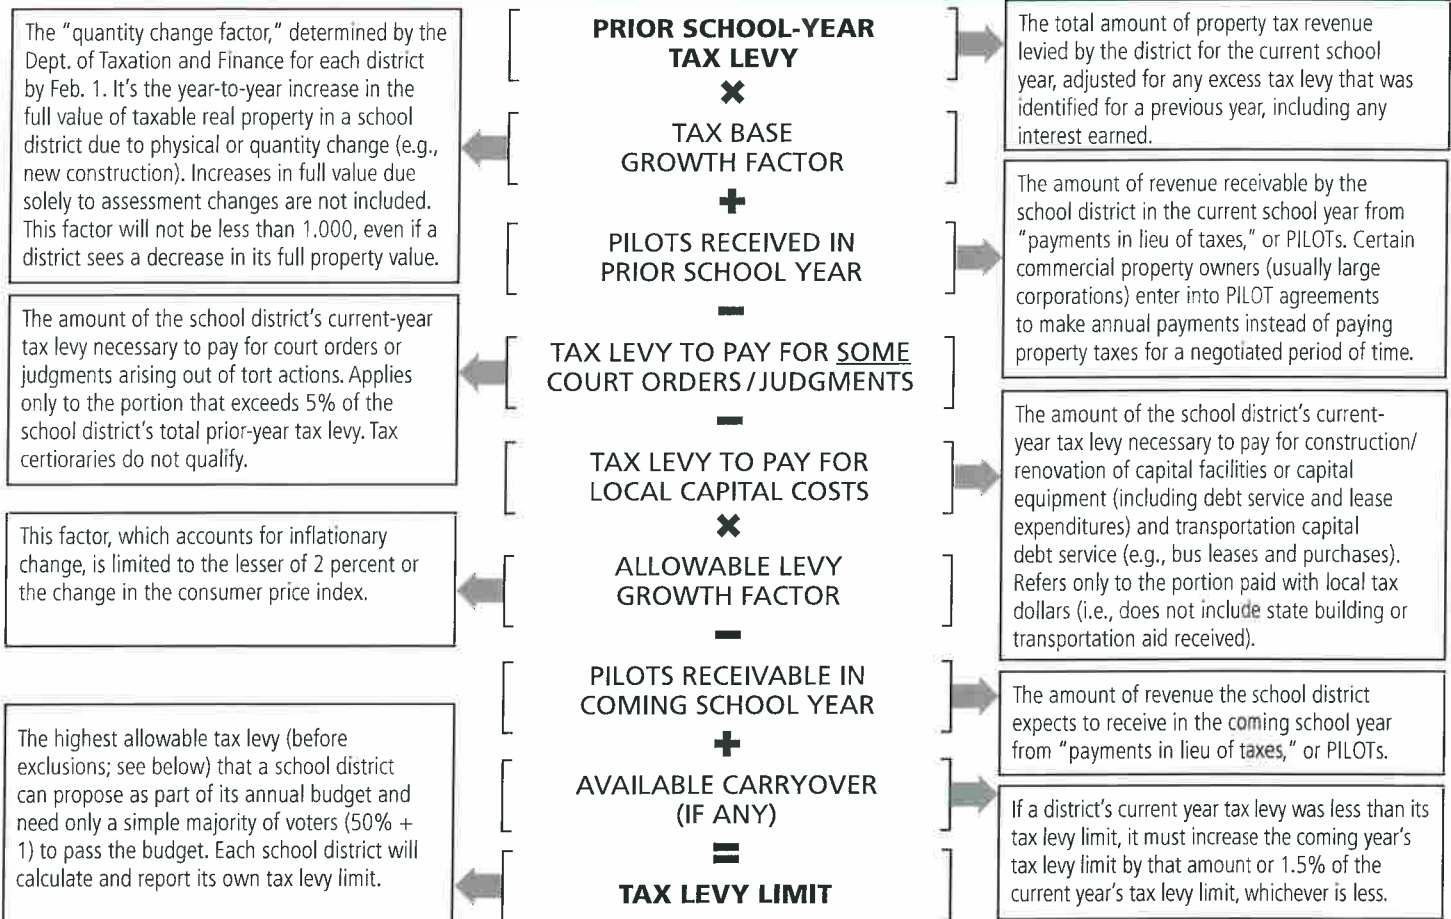 PRIOR SCHOOL-YEAR
TAX LEVY
×
TAX BASE
GROWTH FACTOR
+
PILOTS RECEIVED IN
PRIOR SCHOOL YEAR
−
TAX LEVY TO PAY FOR SOME
COURT ORDERS / JUDGMENTS
−
TAX LEVY TO PAY FOR
LOCAL CAPITAL COSTS
×
ALLOWABLE LEVY
GROWTH FACTOR
−
PILOTS RECEIVABLE IN
COMING SCHOOL YEAR
+
AVAILABLE CARRYOVER
(IF ANY)
=
TAX LEVY LIMIT
The "quantity change factor," determined by the
Dept. of Taxation and Finance for each district
by Feb. 1. It's the year-to-year increase in the
full value of taxable real property in a school
district due to physical or quantity change (e.g.,
new construction). Increases in full value due
solely to assessment changes are not included.
This factor will not be less than 1.000, even if a
district sees a decrease in its full property value.
The amount of the school district's current-year
tax levy necessary to pay for court orders or
judgments arising out of tort actions. Applies
only to the portion that exceeds 5% of the
school district's total prior-year tax levy. Tax
certioraries do not qualify.
This factor, which accounts for inflationary
change, is limited to the lesser of 2 percent or
the change in the consumer price index.
The highest allowable tax levy (before
exclusions; see below) that a school district
can propose as part of its annual budget and
need only a simple majority of voters (50% +
1) to pass the budget. Each school district will
calculate and report its own tax levy limit.
The total amount of property tax revenue
levied by the district for the current school
year, adjusted for any excess tax levy that was
identified for a previous year, including any
interest earned.
The amount of revenue receivable by the
school district in the current school year from
"payments in lieu of taxes," or PILOTs. Certain
commercial property owners (usually large
corporations) enter into PILOT agreements
to make annual payments instead of paying
property taxes for a negotiated period of time.
The amount of the school district's current-
year tax levy necessary to pay for construction/
renovation of capital facilities or capital
equipment (including debt service and lease
expenditures) and transportation capital
debt service (e.g., bus leases and purchases).
Refers only to the portion paid with local tax
dollars (i.e., does not include state building or
transportation aid received).
The amount of revenue the school district
expects to receive in the coming school year
from "payments in lieu of taxes," or PILOTs.
If a district's current year tax levy was less than its
tax levy limit, it must increase the coming year's
tax levy limit by that amount or 1.5% of the
current year's tax levy limit, whichever is less.